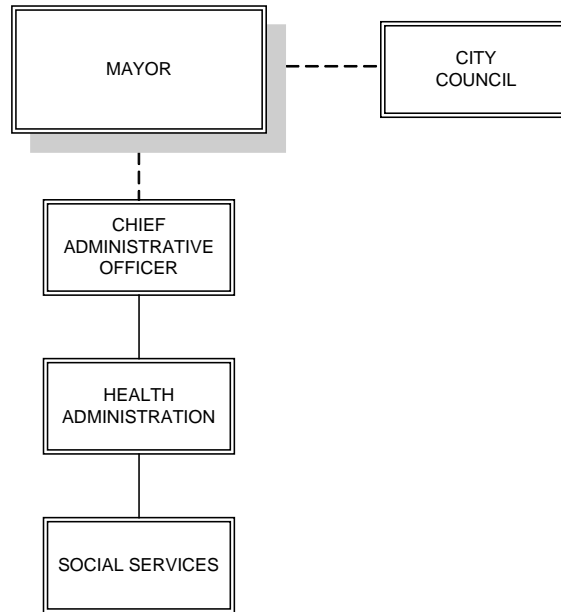 MAYOR
CITY
COUNCIL
CHIEF
ADMINISTRATIVE
OFFICER
HEALTH
ADMINISTRATION
SOCIAL SERVICES